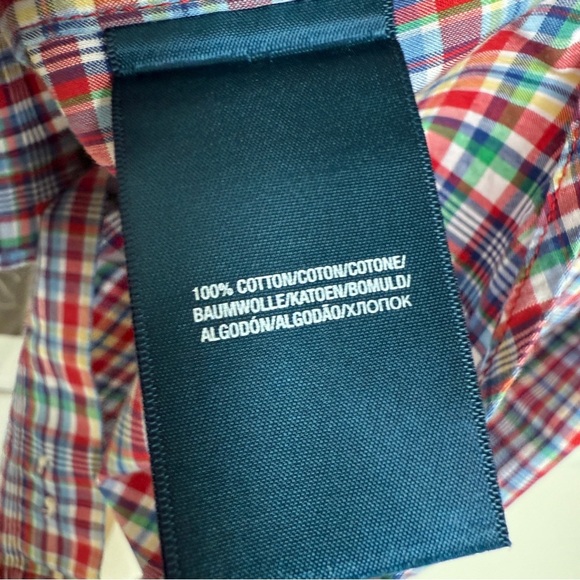 100% COTTON/COTON/COTONE/
BAUMWOLLE/KATOEN/BOMULD/
ALGODÓN/ALGODÃO/ХЛОПОК